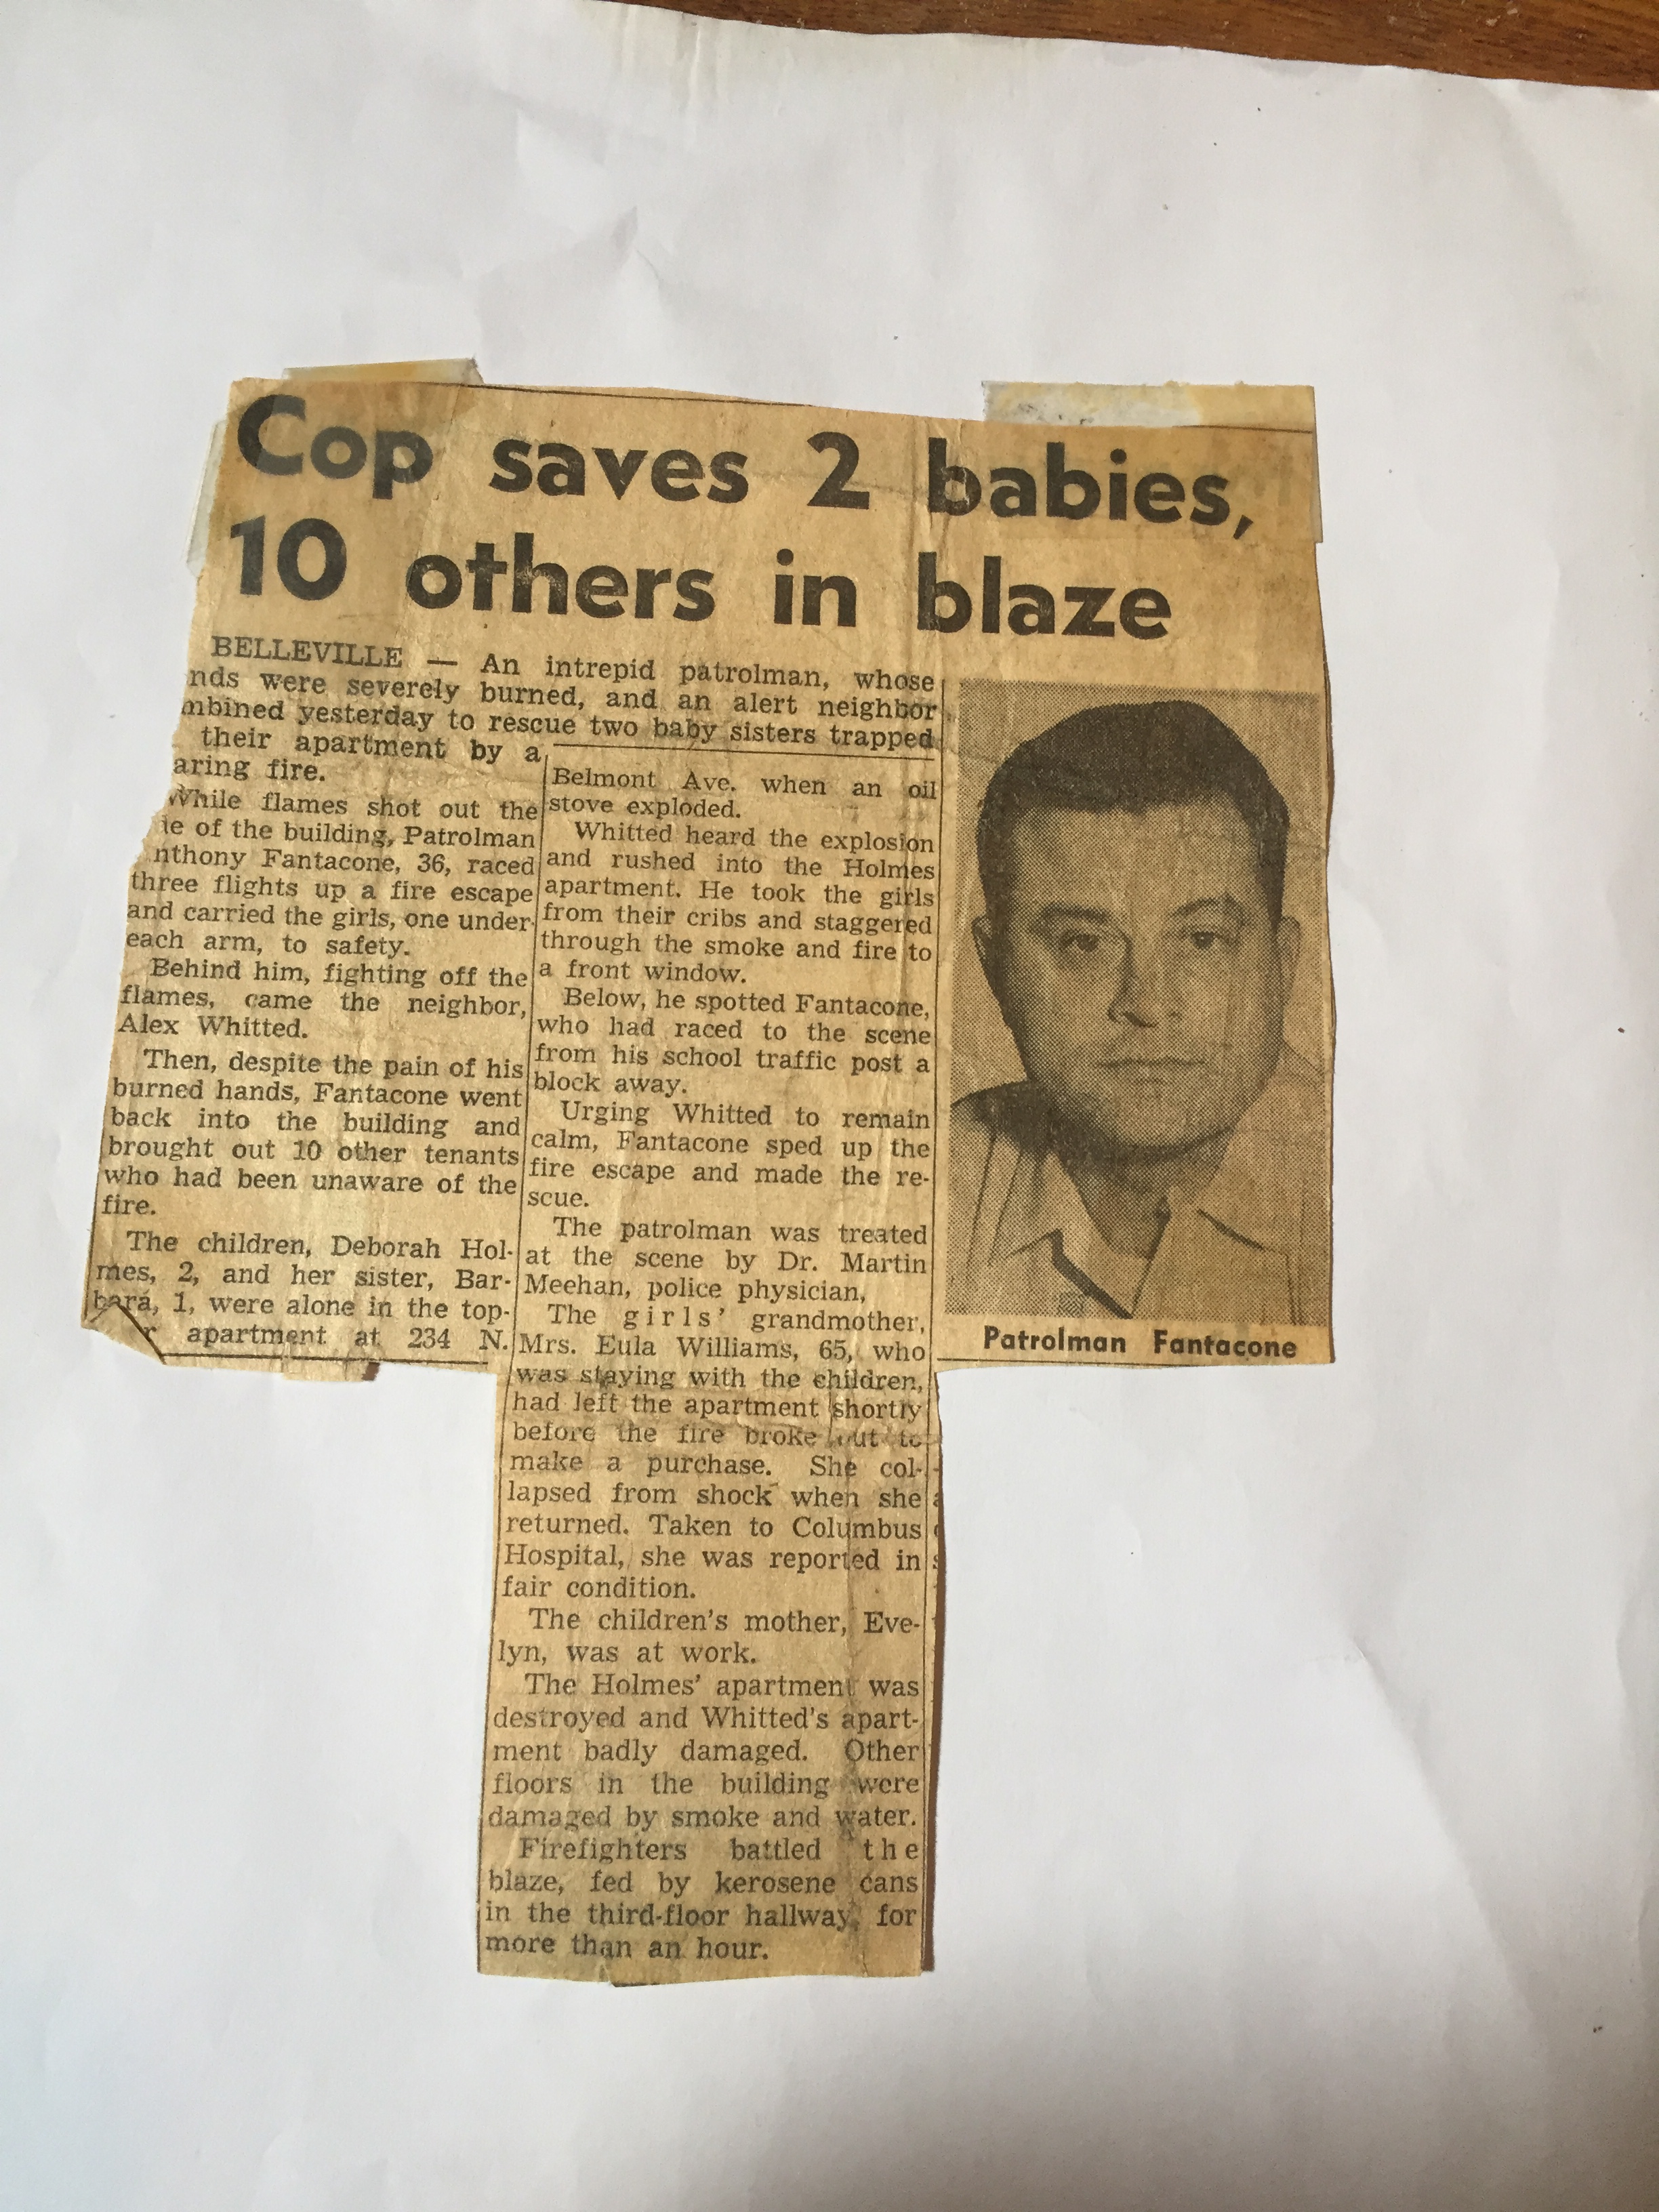 Cop saves 2 babies,
10 others in blaze
BELLEVILLE — An intrepid patrolman, whose
nds were severely burned, and an alert neighbor
mbined yesterday to rescue two baby sisters trapped
their apartment by a
aring fire.
While flames shot out the
e of the building, Patrolman
nthony Fantacone, 36, raced
three flights up a fire escape
and carried the girls, one under
each arm, to safety.
Behind him, fighting off the
flames, came the neighbor,
Alex Whitted.
Then, despite the pain of his
burned hands, Fantacone went
back into the building and
brought out 10 other tenants
who had been unaware of the
fire.
The children, Deborah Hol-
mes, 2, and her sister, Bar-
bara, 1, were alone in the top-
r apartment at 234 N.
Belmont Ave. when an oil
stove exploded.
Whitted heard the explosion
and rushed into the Holmes
apartment. He took the girls
from their cribs and staggered
through the smoke and fire to
a front window.
Below, he spotted Fantacone,
who had raced to the scene
from his school traffic post a
block away.
Urging Whitted to remain
calm, Fantacone sped up the
fire escape and made the re-
scue.
The patrolman was treated
at the scene by Dr. Martin
Meehan, police physician,
The girls' grandmother,
Mrs. Eula Williams, 65, who
was staying with the children,
had left the apartment shortly
before the fire broke out to
make a purchase. She col-
lapsed from shock when she
returned. Taken to Columbus
Hospital, she was reported in
fair condition.
The children's mother, Eve-
lyn, was at work.
The Holmes' apartment was
destroyed and Whitted's apart-
ment badly damaged. Other
floors in the building were
damaged by smoke and water.
Firefighters battled the
blaze, fed by kerosene cans
in the third-floor hallway, for
more than an hour.
Patrolman Fantacone